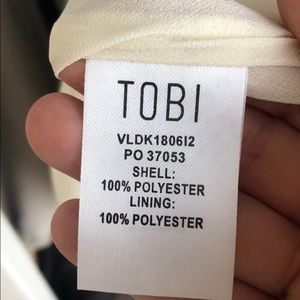 TOBI
VLDK1806I2
PO 37053
SHELL:
100% POLYESTER
LINING:
100% POLYESTER